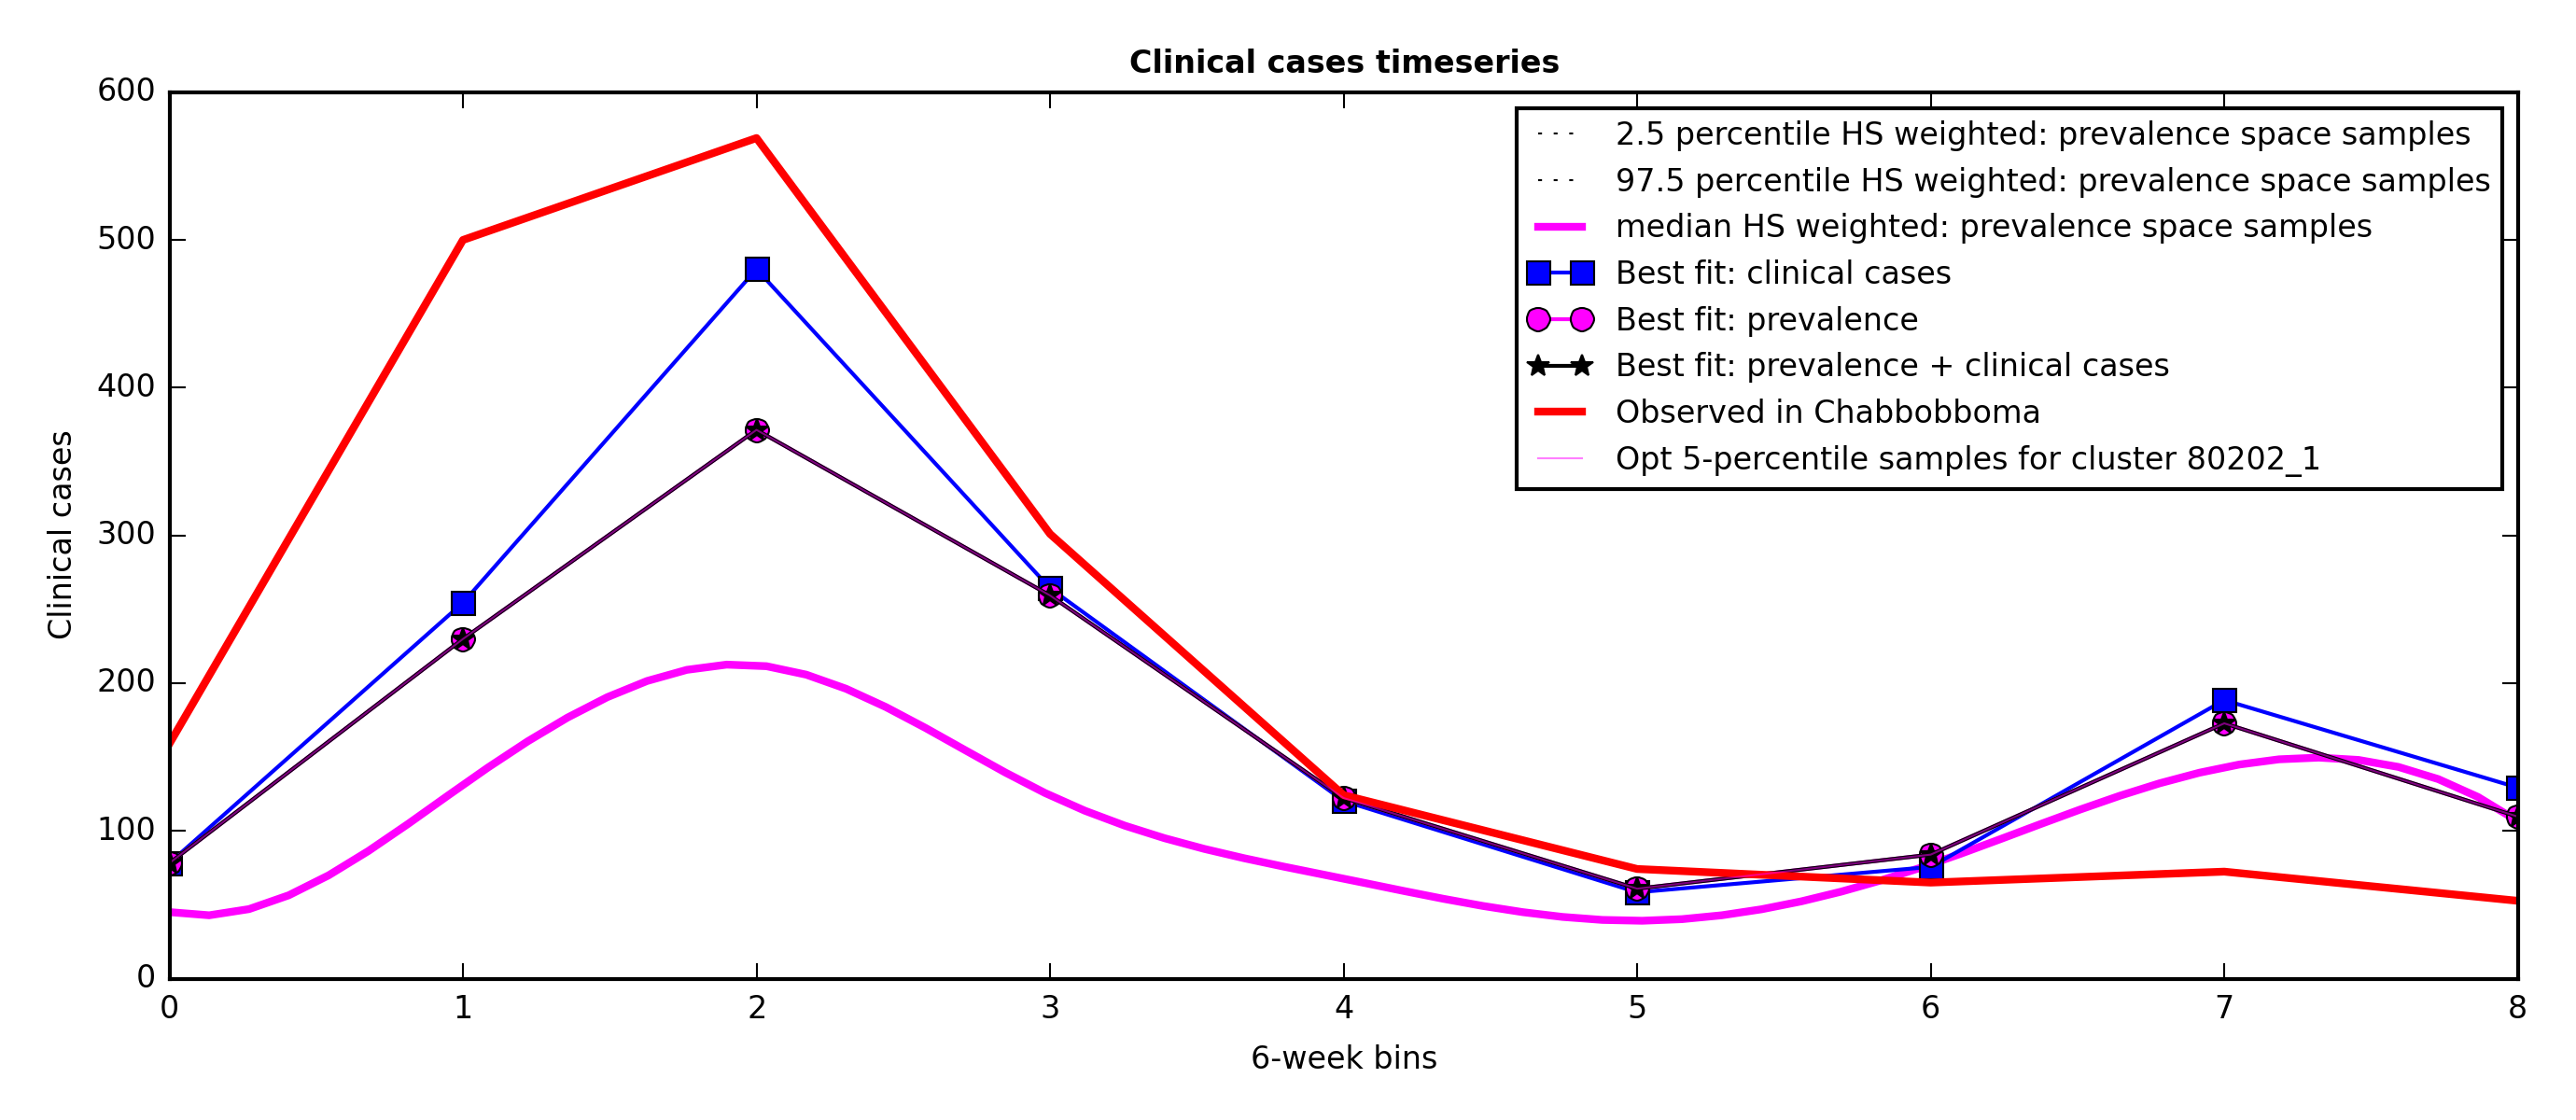 Clinical cases timeseries
600
500
400
300
200
100
0
Clinical cases
2.5 percentile HS weighted: prevalence space samples
97.5 percentile HS weighted: prevalence space samples
median HS weighted: prevalence space samples
Best fit: clinical cases
Best fit: prevalence
Best fit: prevalence + clinical cases
Observed in Chabbobboma
Opt 5-percentile samples for cluster 80202_1
0 1 2 3 4 5 6 7 8
6-week bins